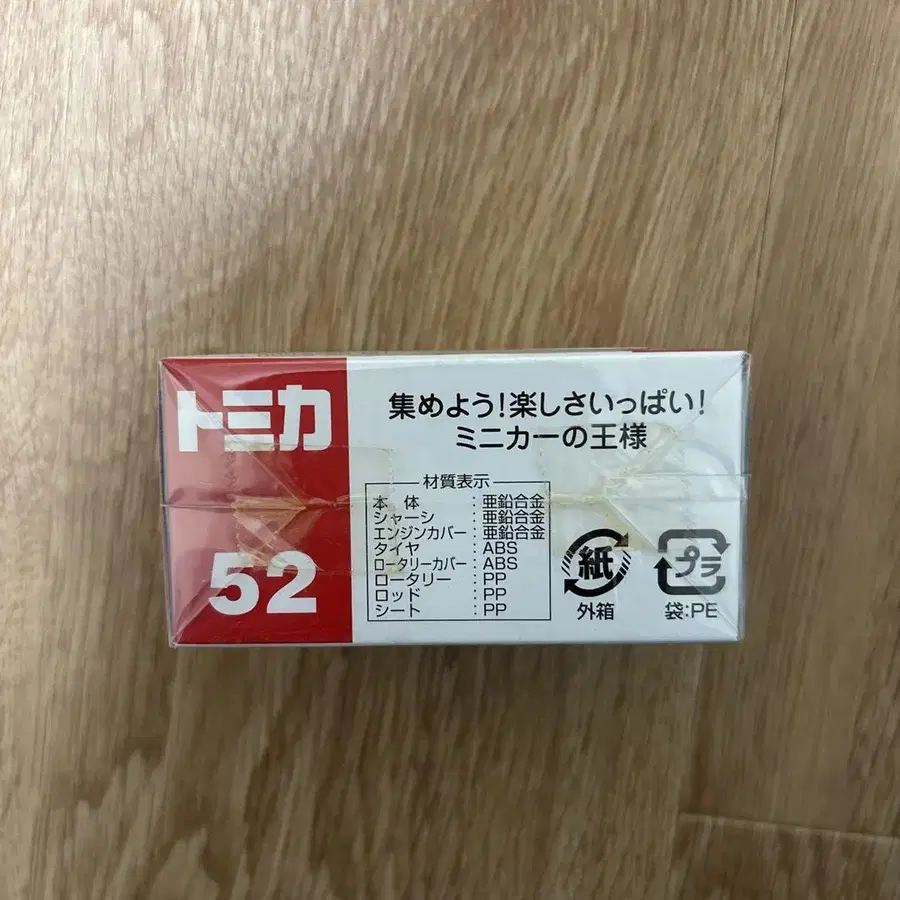 トミカ
52
集めよう!楽しさいっぱい!
ミニカーの王様
材質表示
本 体 : 亜鉛合金
シャーシ : 亜鉛合金
エンジンカバー : 亜鉛合金
タイヤ : ABS
ロータリーカバー : ABS
ロータリー : PP
ロッド : PP
シート : PP
紙
外箱
プラ
袋:PE